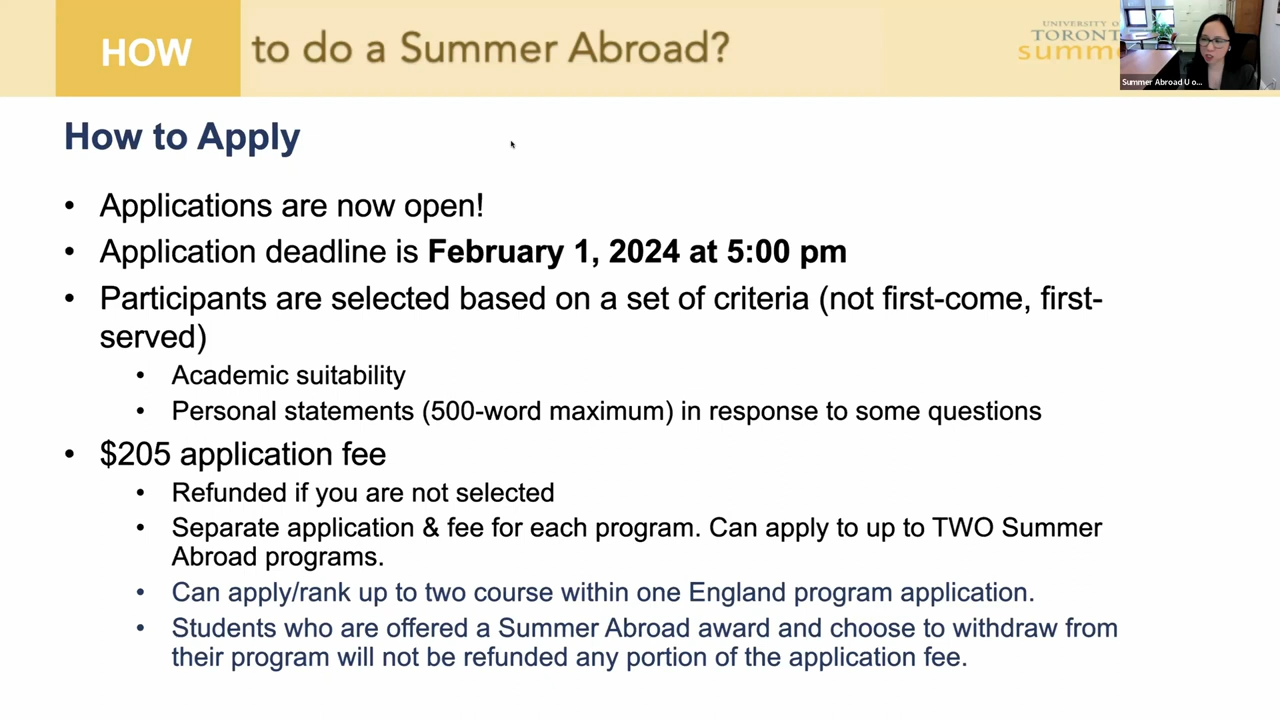 HOW to do a Summer Abroad?
UNIVERSITY O
TORONT
summe
Summer Abroad U o...
How to Apply
• Applications are now open!
• Application deadline is February 1, 2024 at 5:00 pm
• Participants are selected based on a set of criteria (not first-come, first-
served)
• Academic suitability
• Personal statements (500-word maximum) in response to some questions
• $205 application fee
• Refunded if you are not selected
• Separate application & fee for each program. Can apply to up to TWO Summer
Abroad programs.
• Can apply/rank up to two course within one England program application.
• Students who are offered a Summer Abroad award and choose to withdraw from
their program will not be refunded any portion of the application fee.